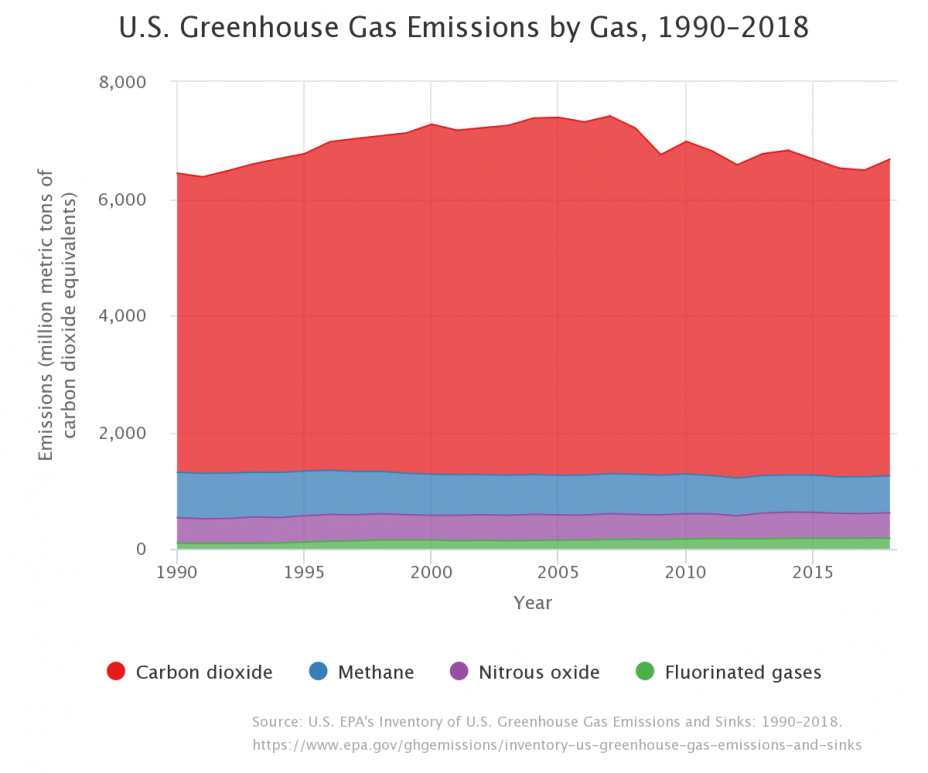 U.S. Greenhouse Gas Emissions by Gas, 1990–2018
Emissions (million metric tons of
carbon dioxide equivalents)
8,000
6,000
4,000
2,000
0
1990 1995 2000 2005 2010 2015
Year
Carbon dioxide Methane Nitrous oxide Fluorinated gases
Source: U.S. EPA's Inventory of U.S. Greenhouse Gas Emissions and Sinks: 1990–2018.
https://www.epa.gov/ghgemissions/inventory-us-greenhouse-gas-emissions-and-sinks